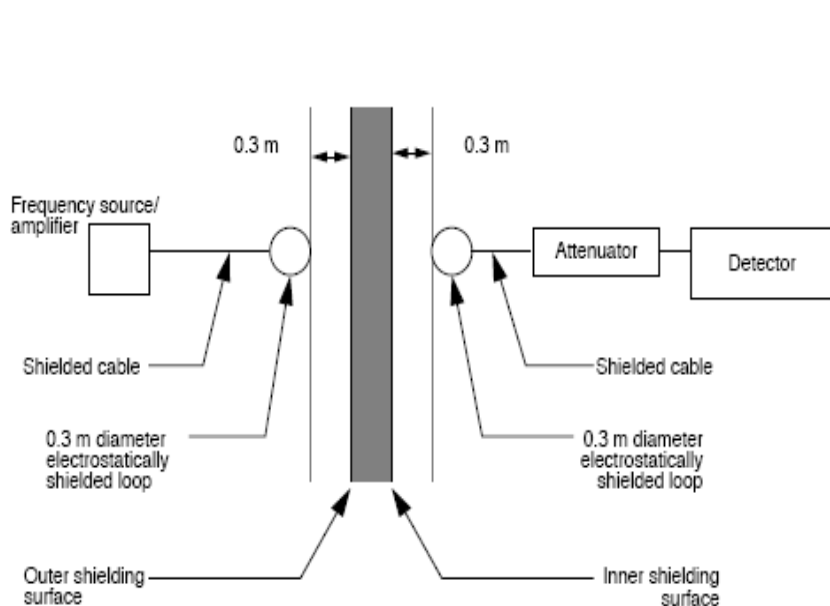 0.3 m
0.3 m
Frequency source/
amplifier
Attenuator
Detector
Shielded cable
Shielded cable
0.3 m diameter
electrostatically
shielded loop
0.3 m diameter
electrostatically
shielded loop
Outer shielding
surface
Inner shielding
surface